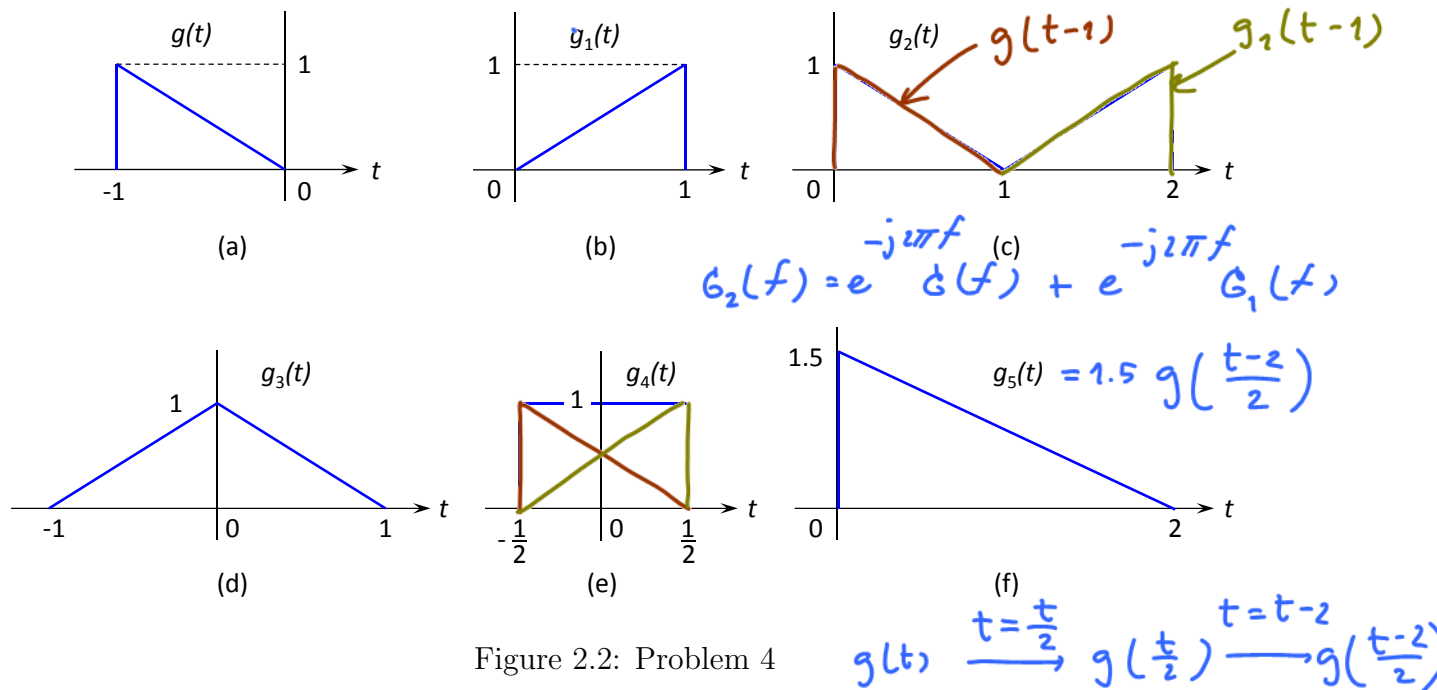 g(t)
1
-1
0
t
(a)
g₁(t)
1
0
1
t
(b)
g₂(t)
g(t-1)
g₁(t-1)
1
0
1
2
t
(c)
G₂(f) = e^{-j2πf} G(f) + e^{-j2πf} G₁(f)
g₃(t)
1
-1
0
1
t
(d)
g₄(t)
1
-1/2
0
1/2
t
(e)
1.5
g₅(t) = 1.5 g((t-2)/2)
0
2
t
(f)
Figure 2.2: Problem 4
g(t) —t=t/2→ g(t/2) —t=t-2→ g((t-2)/2)